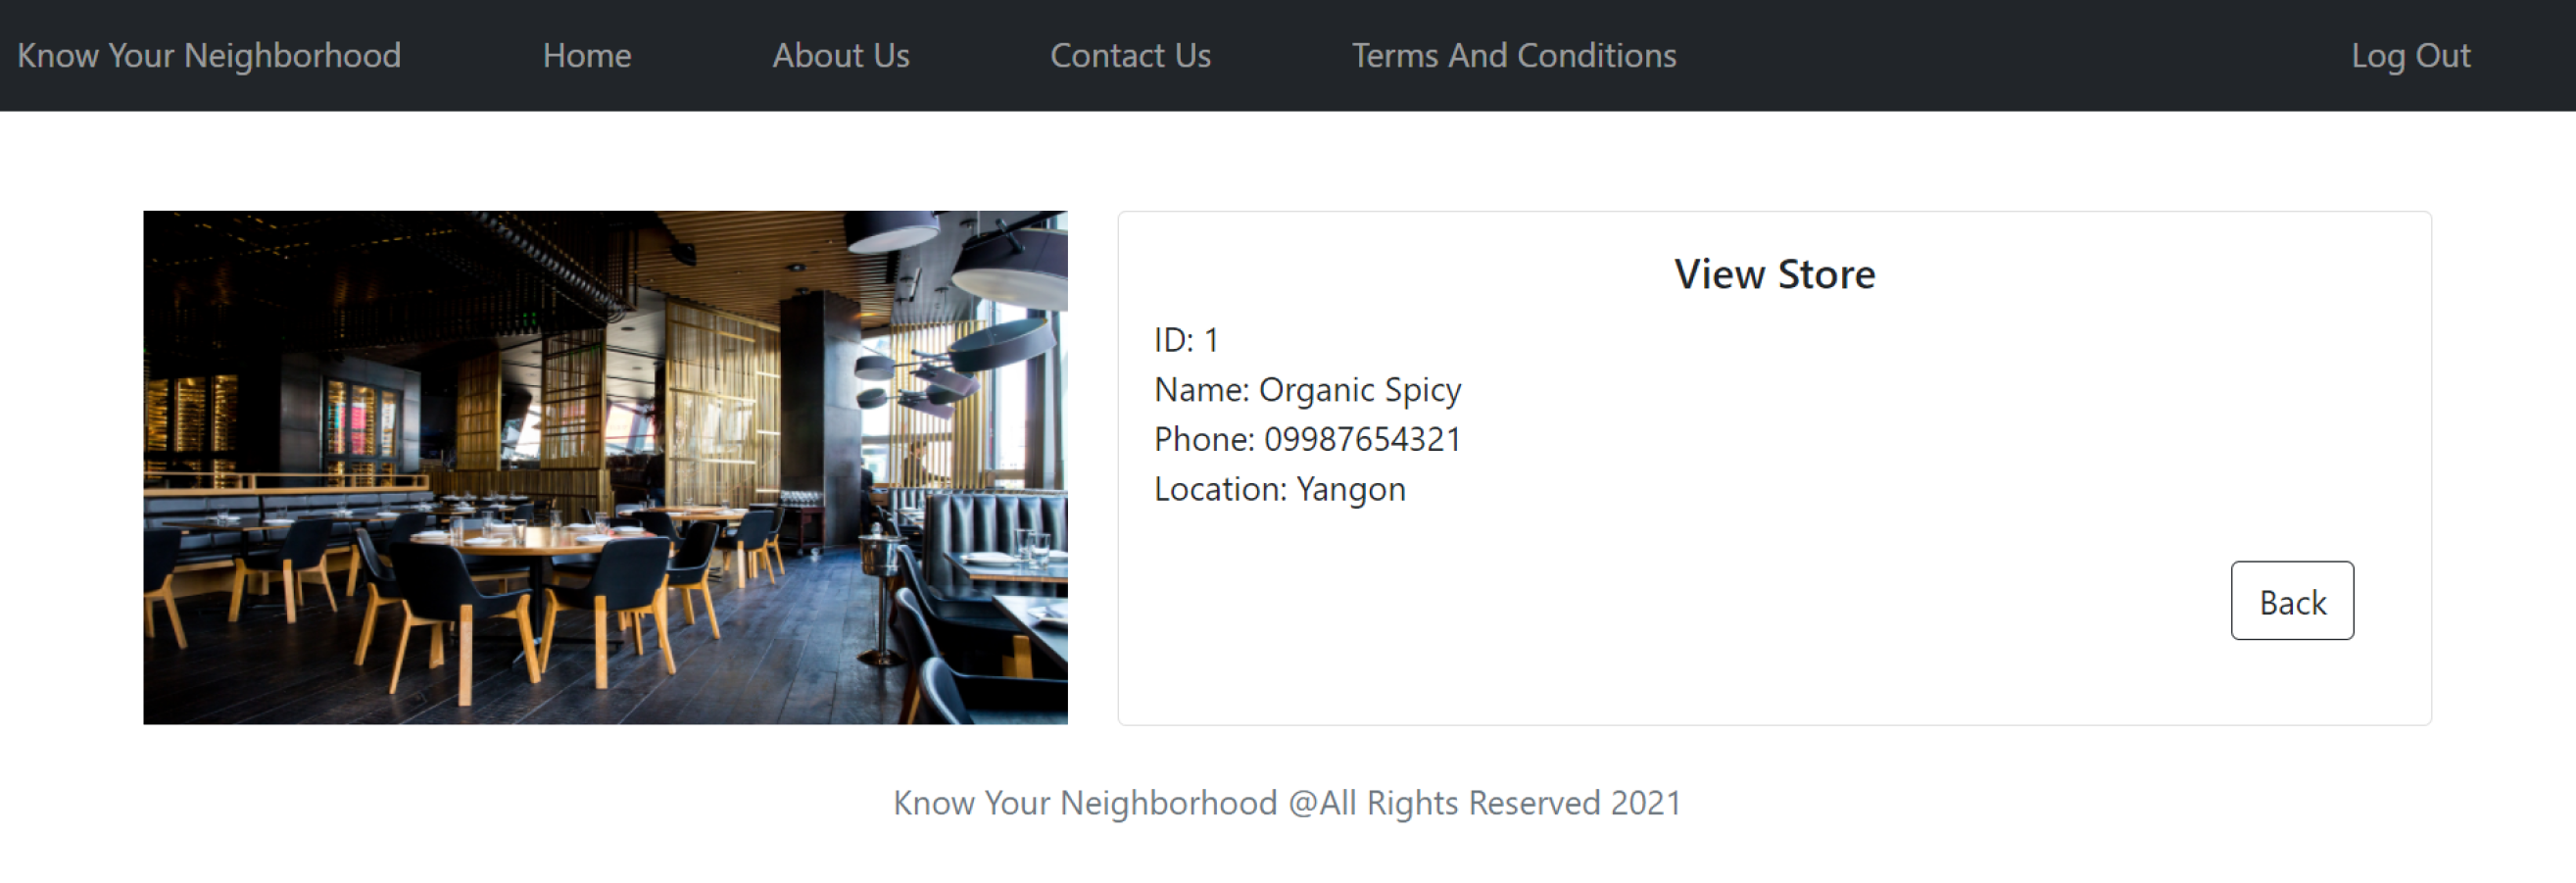 Know Your Neighborhood Home About Us Contact Us Terms And Conditions Log Out
View Store
ID: 1
Name: Organic Spicy
Phone: 09987654321
Location: Yangon
Back
Know Your Neighborhood @All Rights Reserved 2021